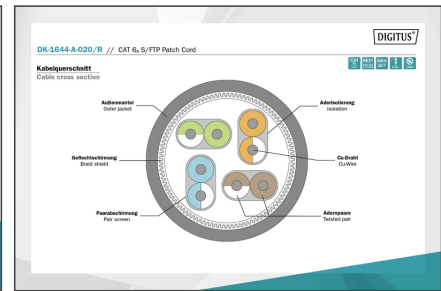 DIGITUS®
DK-1644-A-020/R // CAT 6A S/FTP Patch Cord
Kabelquerschnitt
Cable cross section
Außenmantel
Outer jacket
Aderisolierung
Isolation
Geflechtschirmung
Braid shield
Cu-Draht
Cu-Wire
Paarabschirmung
Pair screen
Adernpaare
Twisted pair